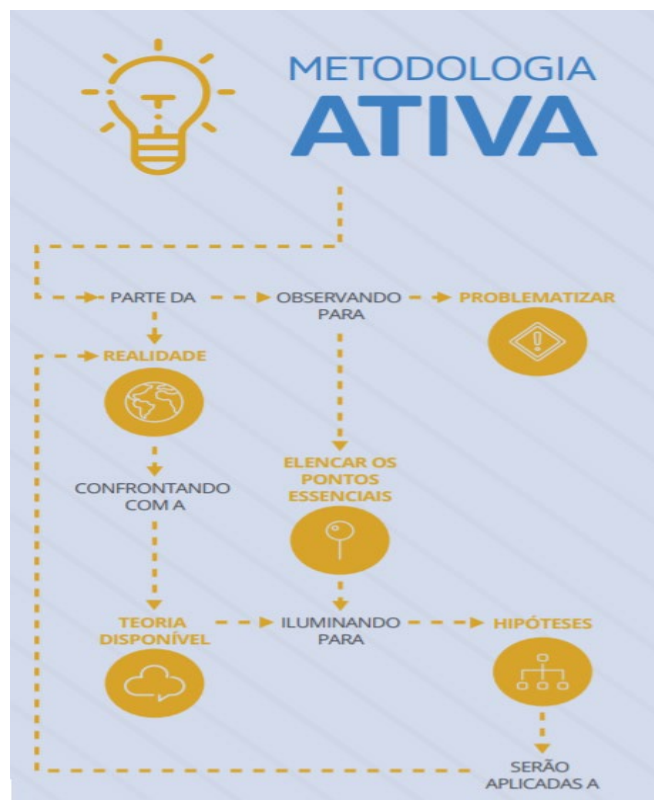 METODOLOGIA
ATIVA
PARTE DA
OBSERVANDO
PARA
PROBLEMATIZAR
REALIDADE
CONFRONTANDO
COM A
ELENCAR OS
PONTOS
ESSENCIAIS
TEORIA
DISPONÍVEL
ILUMINANDO
PARA
HIPÓTESES
SERÃO
APLICADAS A